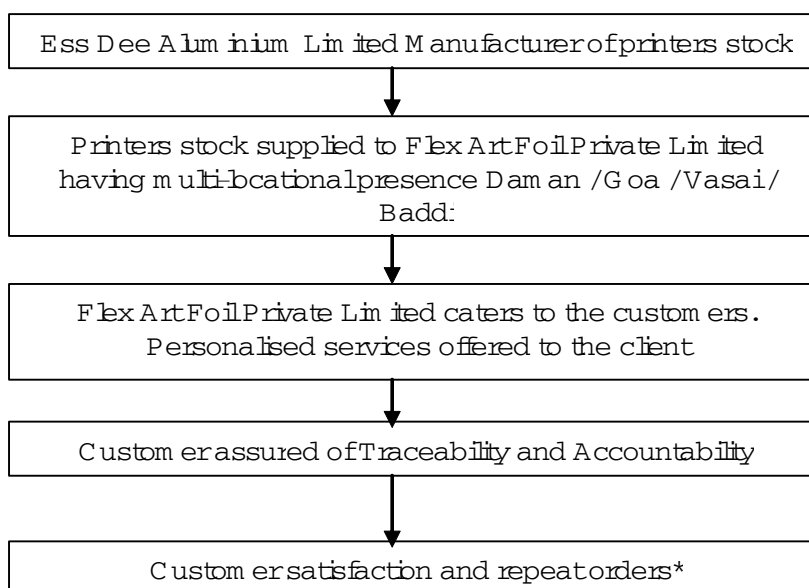 Ess Dee Aluminium Limited Manufacturer of printers stock
Printers stock supplied to Flex Art Foil Private Limited
having multi-locational presence Daman /Goa /Vasai/
Baddi
Flex Art Foil Private Limited caters to the customers.
Personalised services offered to the client
Customer assured of Traceability and Accountability
Customer satisfaction and repeat orders*